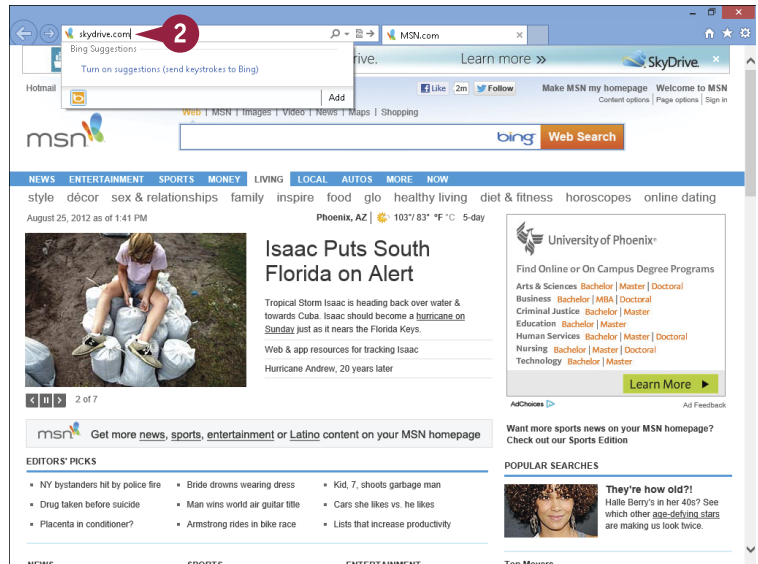 skydrive.com
2
MSN.com
Bing Suggestions
Turn on suggestions (send keystrokes to Bing)
Add
rive.
Learn more »
SkyDrive.
Hotmail
Like 2m Follow
Make MSN my homepage Welcome to MSN
Content options | Page options | Sign in
Web | MSN | Images | Video | News | Maps | Shopping
msn
bing Web Search
NEWS ENTERTAINMENT SPORTS MONEY LIVING LOCAL AUTOS MORE NOW
style décor sex & relationships family inspire food glo healthy living diet & fitness horoscopes online dating
August 25, 2012 as of 1:41 PM
Phoenix, AZ | 103°/ 83° °F °C 5-day
Isaac Puts South
Florida on Alert
Tropical Storm Isaac is heading back over water &
towards Cuba. Isaac should become a hurricane on
Sunday just as it nears the Florida Keys.
Web & app resources for tracking Isaac
Hurricane Andrew, 20 years later
2 of 7
University of Phoenix
Find Online or On Campus Degree Programs
Arts & Sciences Bachelor | Master | Doctoral
Business Bachelor | MBA | Doctoral
Criminal Justice Bachelor | Master
Education Bachelor | Master
Human Services Bachelor | Master | Doctoral
Nursing Bachelor | Master | Doctoral
Technology Bachelor | Master
Learn More
AdChoices
Ad Feedback
msn Get more news, sports, entertainment or Latino content on your MSN homepage
Want more sports news on your MSN homepage?
Check out our Sports Edition
EDITORS' PICKS
NY bystanders hit by police fire
Drug taken before suicide
Placenta in conditioner?
Bride drowns wearing dress
Man wins world air guitar title
Armstrong rides in bike race
Kid, 7, shoots garbage man
Cars she likes vs. he likes
Lists that increase productivity
POPULAR SEARCHES
They're how old?!
Halle Berry's in her 40s? See
which other age-defying stars
are making us look twice.
NEWS
SPORTS
ENTERTAINMENT
Top Movers